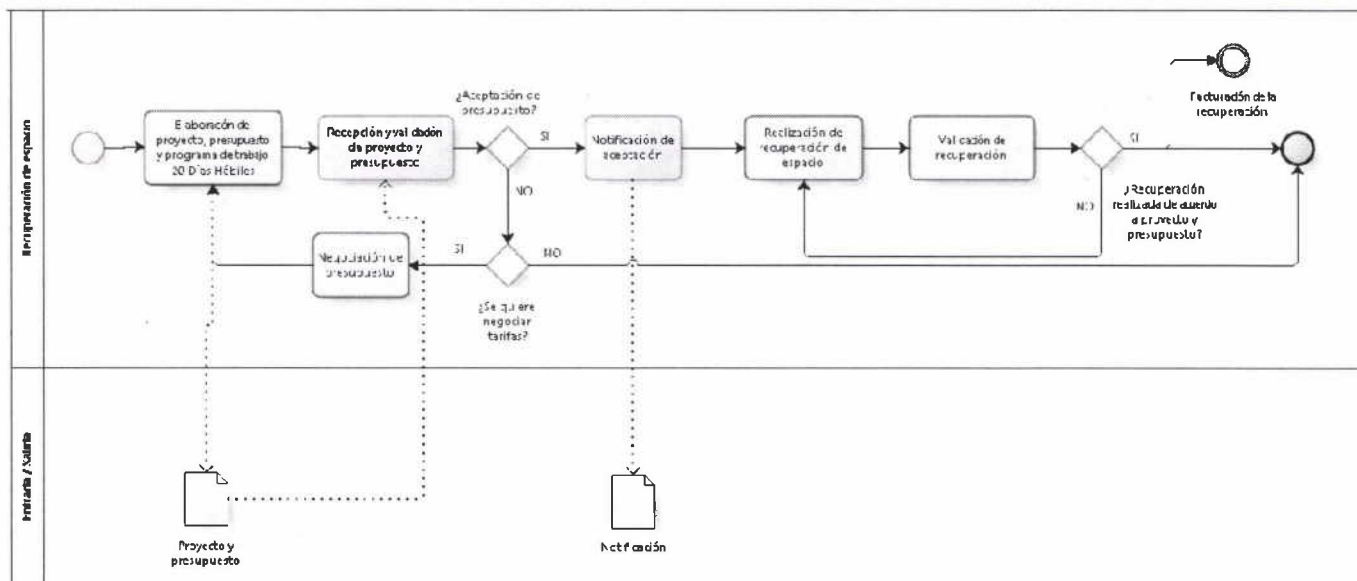 Recuperación de espacio
Elaboración de
proyecto, presupuesto
y programa de trabajo
20 Días Hábiles
Recepción y validación
de proyecto y
presupuesto
¿Aceptación de
presupuesto?
SI
NO
Notificación de
aceptación
Realización de
recuperación de
espacio
Validación de
recuperación
SI
NO
¿Recuperación
realizada de acuerdo
a proyecto y
presupuesto?
Facturación de la
recuperación
Negociación de
presupuesto
SI
NO
¿Se quiere
negociar
tarifas?
Entrada / Salida
Proyecto y
presupuesto
Notificación